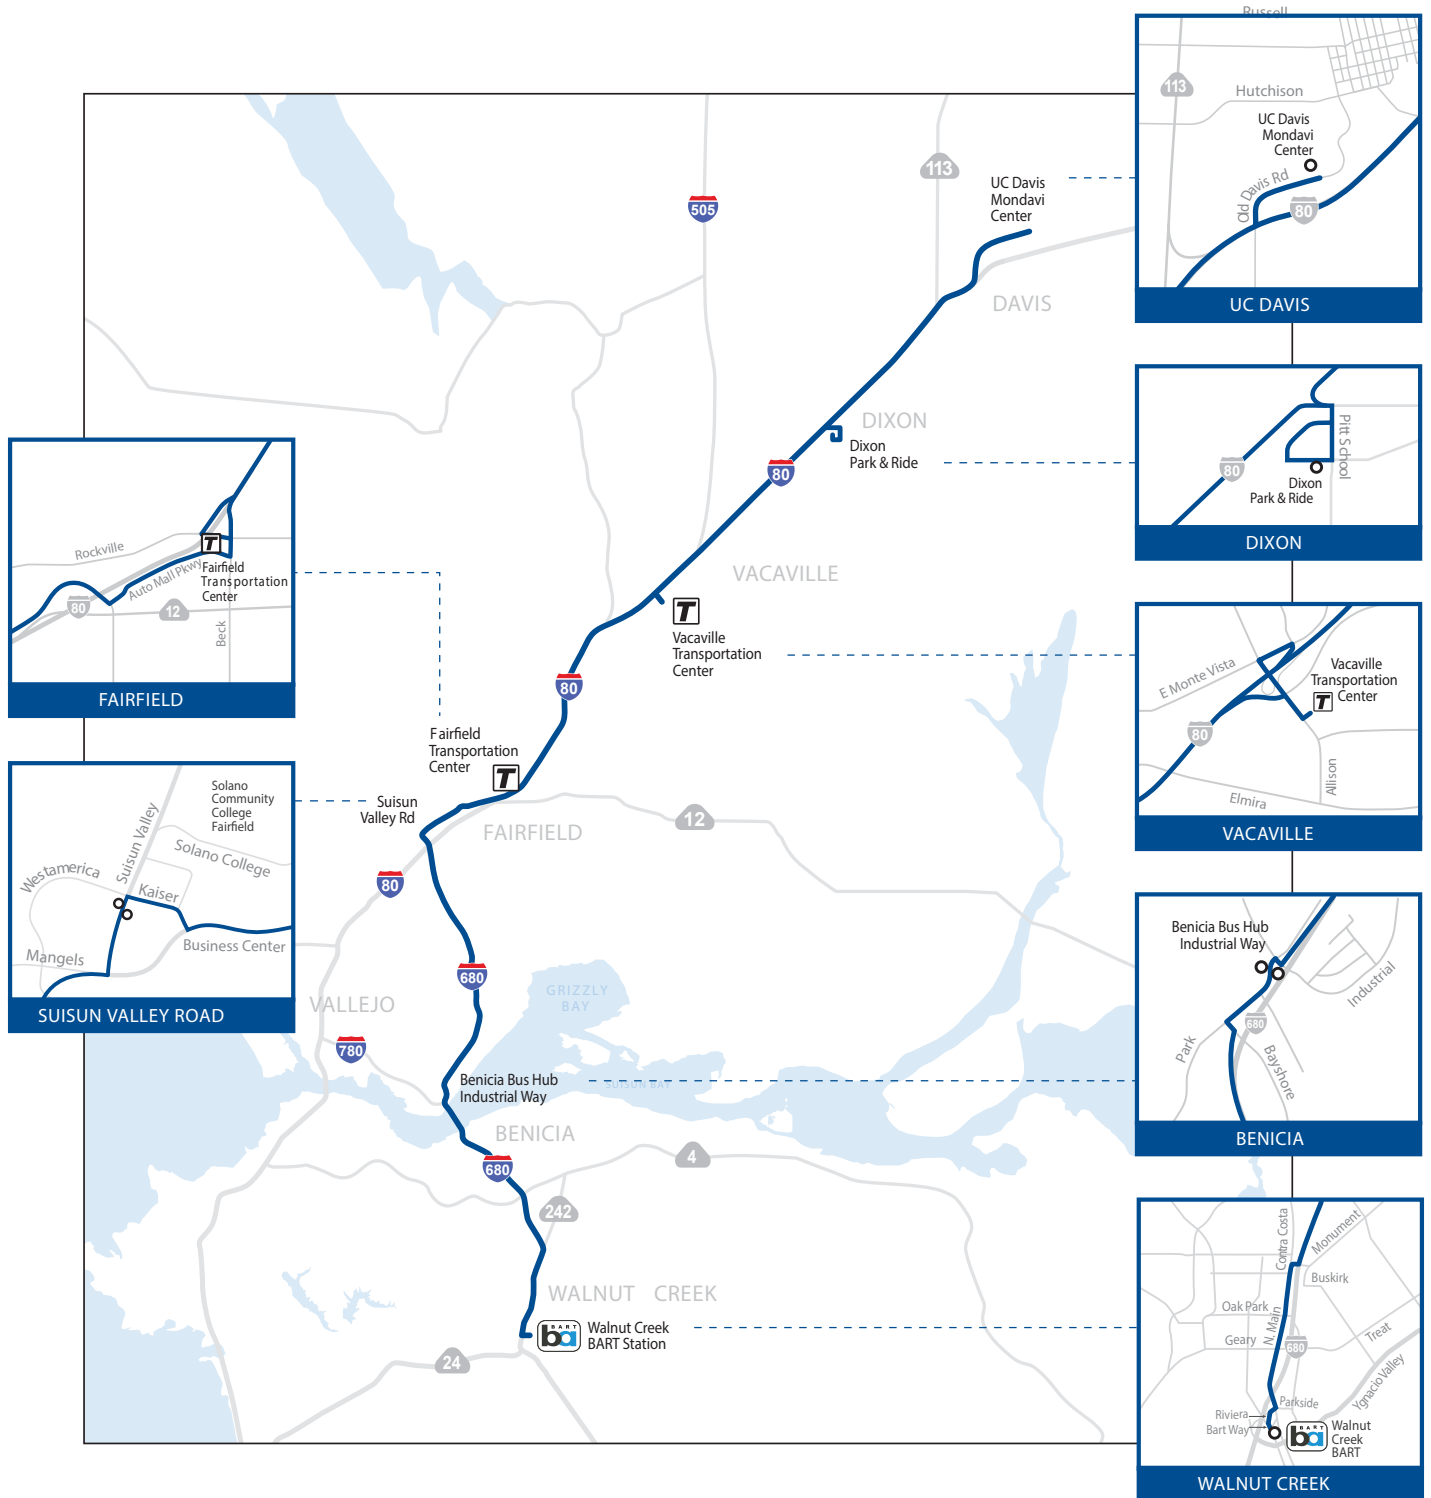 Russell
113
Hutchison
UC Davis
Mondavi
Center
Old Davis Rd
80
UC DAVIS
113
505
UC Davis
Mondavi
Center
DAVIS
DIXON
Dixon
Park & Ride
80
Pitt School
80
Dixon
Park & Ride
DIXON
Rockville
Auto Mall Pkwy
T
Fairfield
Transportation
Center
80
12
Beck
FAIRFIELD
VACAVILLE
T
Vacaville
Transportation
Center
80
E Monte Vista
Vacaville
Transportation
Center
T
80
Allison
Elmira
VACAVILLE
Fairfield
Transportation
Center
T
Suisun
Valley Rd
FAIRFIELD
12
80
Solano
Community
College
Fairfield
Suisun Valley
Solano College
Westamerica
Kaiser
Mangels
Business Center
SUISUN VALLEY ROAD
Benicia Bus Hub
Industrial Way
Industrial
680
Park
Bayshore
BENICIA
680
VALLEJO
GRIZZLY
BAY
780
Benicia Bus Hub
Industrial Way
SUISUN BAY
BENICIA
4
680
242
WALNUT CREEK
BART
ba
Walnut Creek
BART Station
24
Contra Costa
Monument
Buskirk
Oak Park
N. Main
Geary
680
Treat
Ygnacio Valley
Parkside
Riviera
Bart Way
BART
ba
Walnut
Creek
BART
WALNUT CREEK